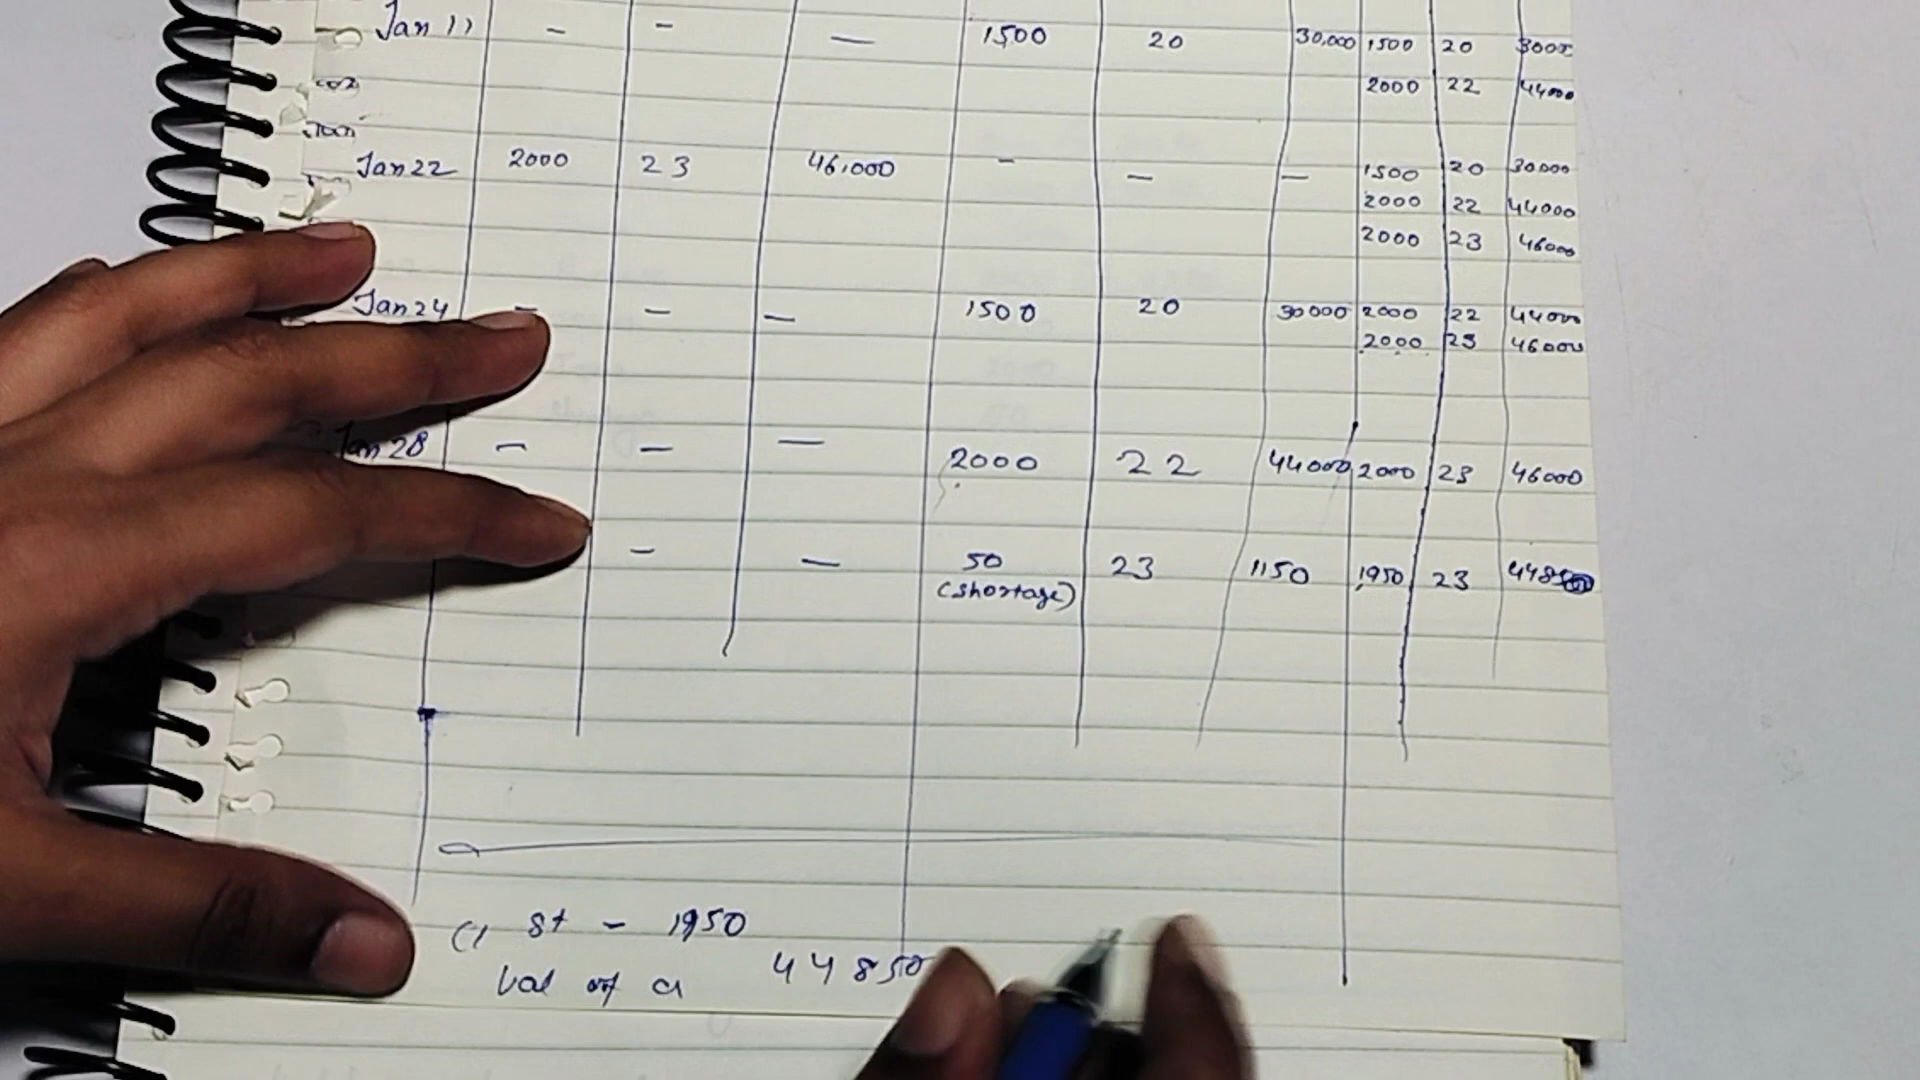 Jan 11 - - - 1500 20 30,000 1500 20
2000 22 44000
Jan
Jan 22 2000 23 46,000 - - - 1500 20 30000
2000 22 44000
2000 23 46000
Jan 24 - - - 1500 20 30000 2000 22 44000
2000 23 46000
Jan 28 - - - 2000 22 44000 2000 23 46000
- - 50 23 1150 1950 23
(shortage)
Cl St - 1950
Val of Cl 44850